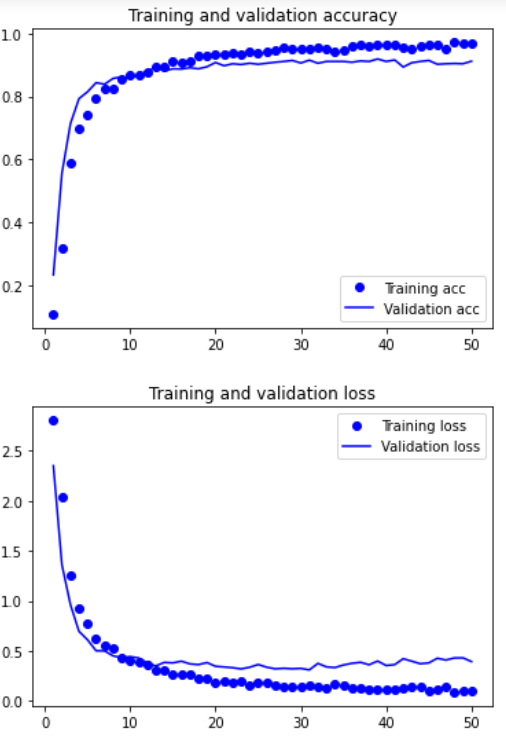 Training and validation accuracy
1.0
0.8
0.6
0.4
0.2
Training acc
Validation acc
0 10 20 30 40 50
Training and validation loss
Training loss
Validation loss
2.5
2.0
1.5
1.0
0.5
0.0
0 10 20 30 40 50